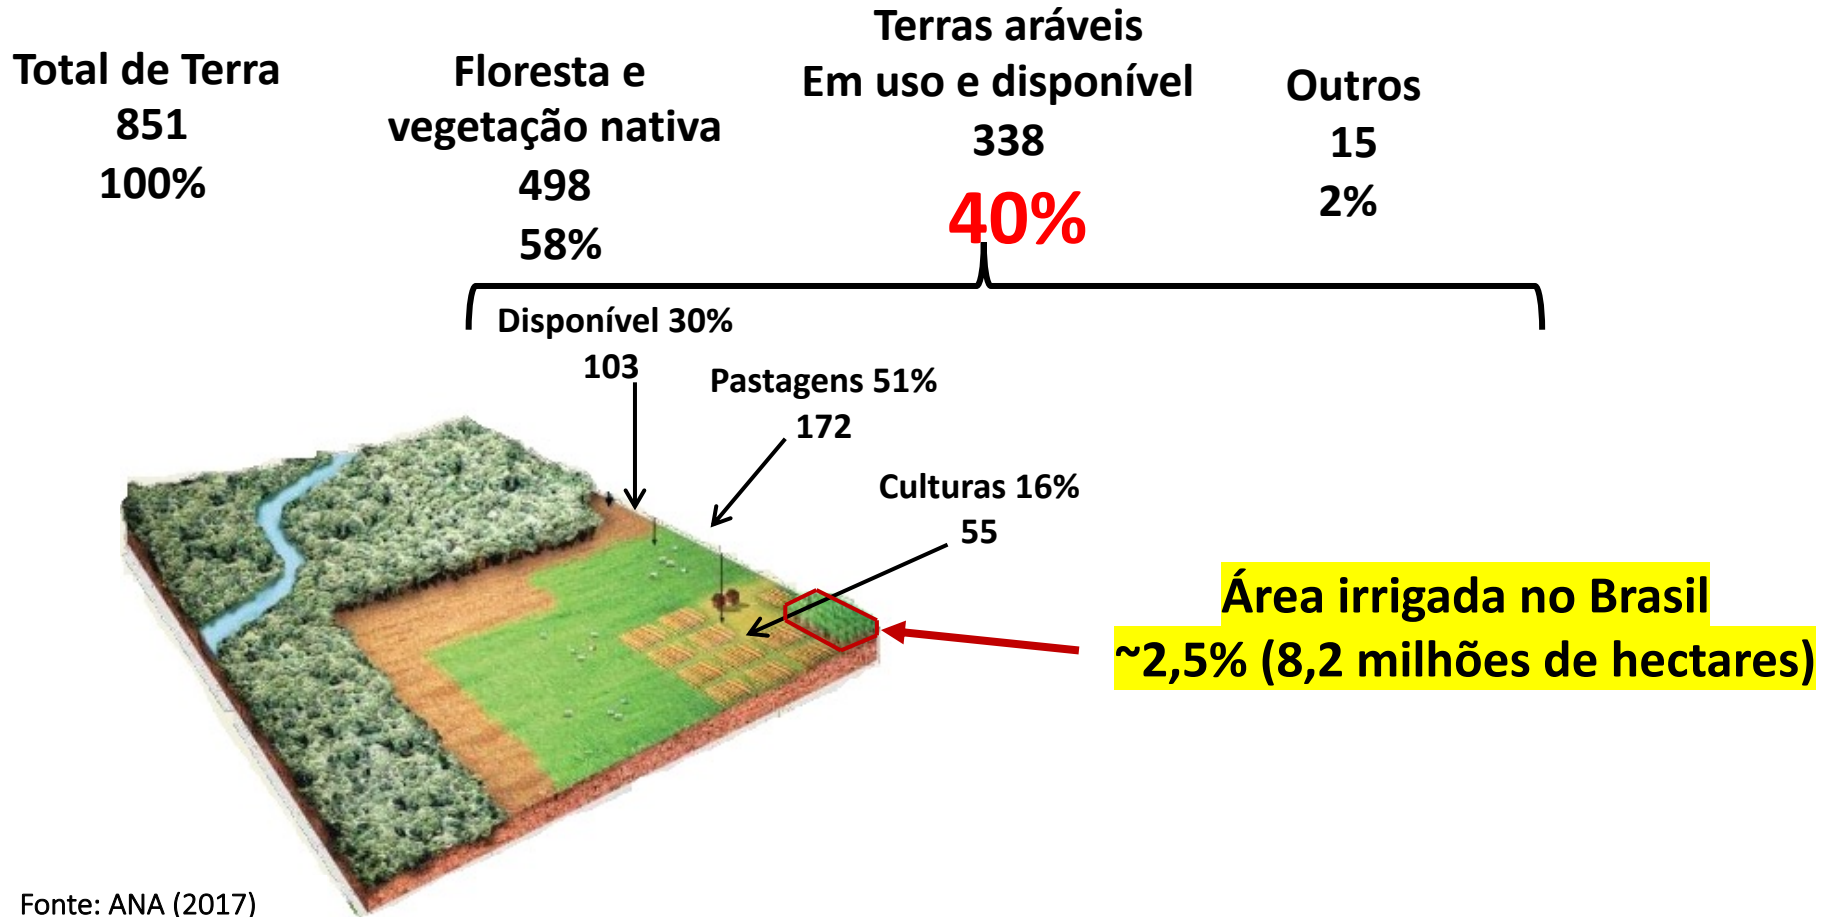 Total de Terra
851
100%
Floresta e
vegetação nativa
498
58%
Terras aráveis
Em uso e disponível
338
40%
Outros
15
2%
Disponível 30%
103
Pastagens 51%
172
Culturas 16%
55
Área irrigada no Brasil
~2,5% (8,2 milhões de hectares)
Fonte: ANA (2017)